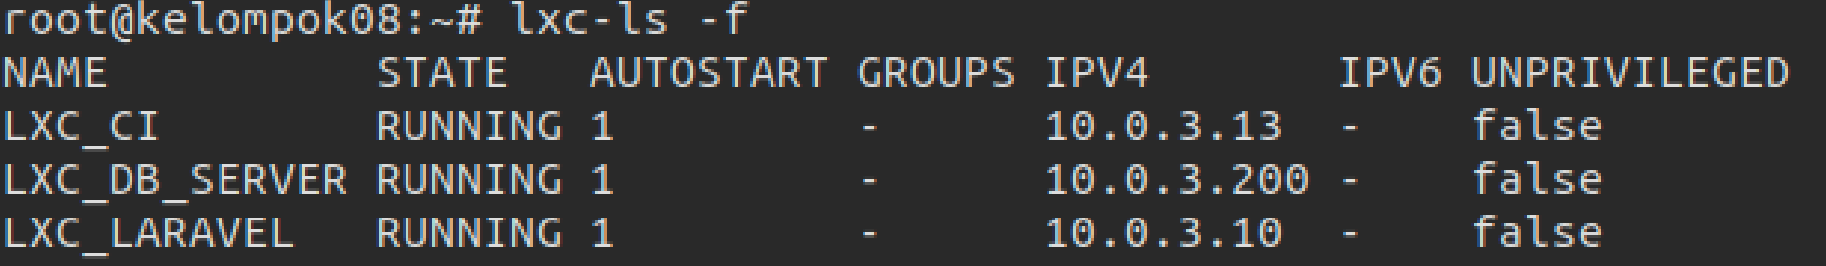 root@kelompok08:~# lxc-ls -f
NAME          STATE   AUTOSTART GROUPS IPV4       IPV6 UNPRIVILEGED
LXC_CI        RUNNING 1         -      10.0.3.13  -    false
LXC_DB_SERVER RUNNING 1         -      10.0.3.200 -    false
LXC_LARAVEL   RUNNING 1         -      10.0.3.10  -    false